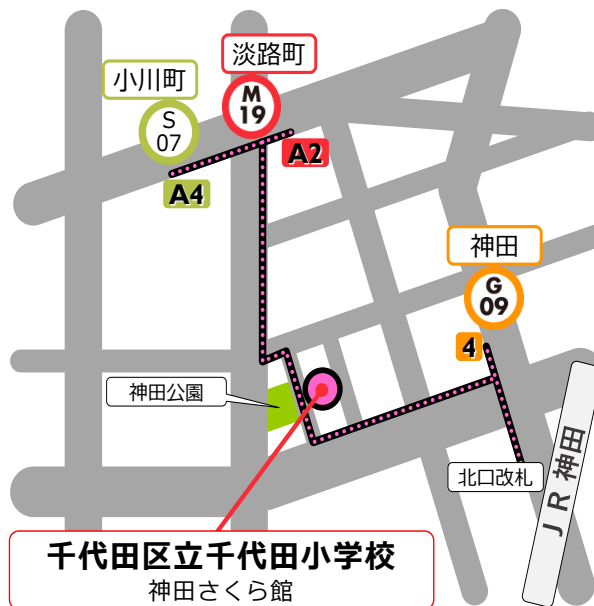 淡路町
小川町
M
19
S
07
A2
A4
神田
G
09
4
神田公園
北口改札
JR 神田
千代田区立千代田小学校
神田さくら館